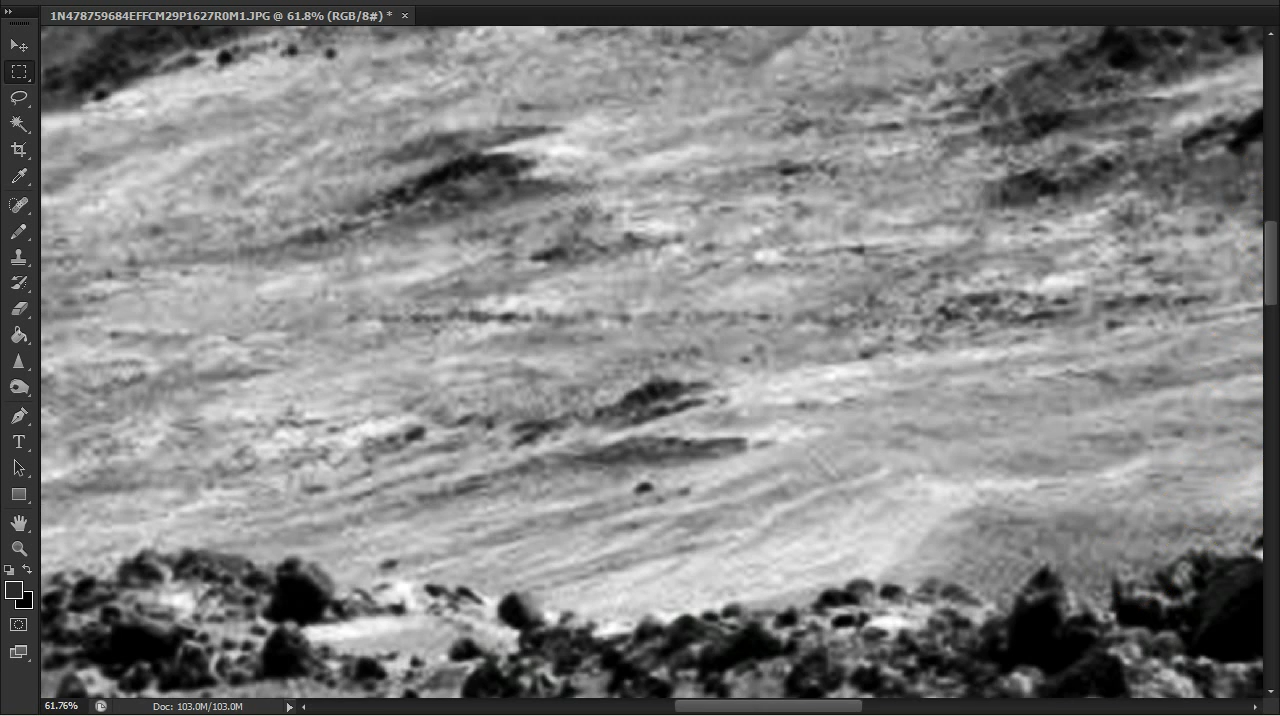 1N478759684EFFCM29P1627R0M1.JPG @ 61.8% (RGB/8#) * ×
T
61.76%
Doc: 103.0M/103.0M